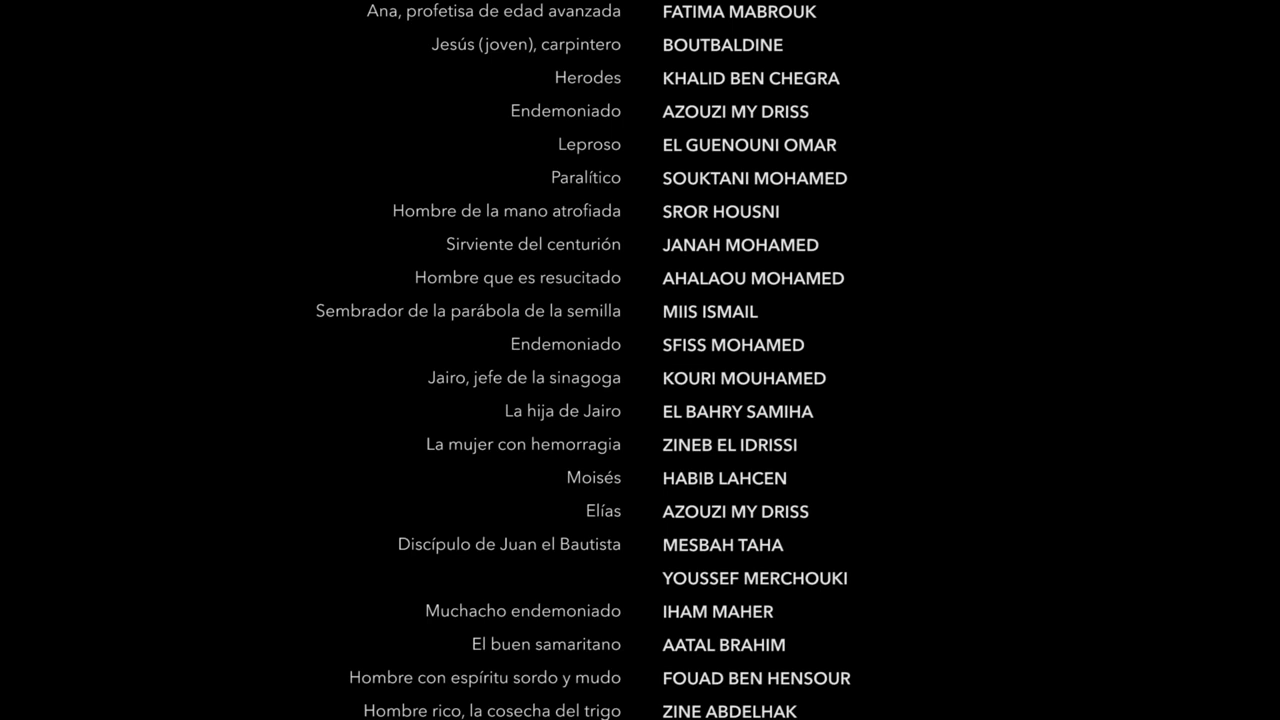 Ana, profetisa de edad avanzada FATIMA MABROUK
Jesús (joven), carpintero BOUTBALDINE
Herodes KHALID BEN CHEGRA
Endemoniado AZOUZI MY DRISS
Leproso EL GUENOUNI OMAR
Paralítico SOUKTANI MOHAMED
Hombre de la mano atrofiada SROR HOUSNI
Sirviente del centurión JANAH MOHAMED
Hombre que es resucitado AHALAOU MOHAMED
Sembrador de la parábola de la semilla MIIS ISMAIL
Endemoniado SFISS MOHAMED
Jairo, jefe de la sinagoga KOURI MOUHAMED
La hija de Jairo EL BAHRY SAMIHA
La mujer con hemorragia ZINEB EL IDRISSI
Moisés HABIB LAHCEN
Elías AZOUZI MY DRISS
Discípulo de Juan el Bautista MESBAH TAHA
YOUSSEF MERCHOUKI
Muchacho endemoniado IHAM MAHER
El buen samaritano AATAL BRAHIM
Hombre con espíritu sordo y mudo FOUAD BEN HENSOUR
Hombre rico, la cosecha del trigo ZINE ABDELHAK